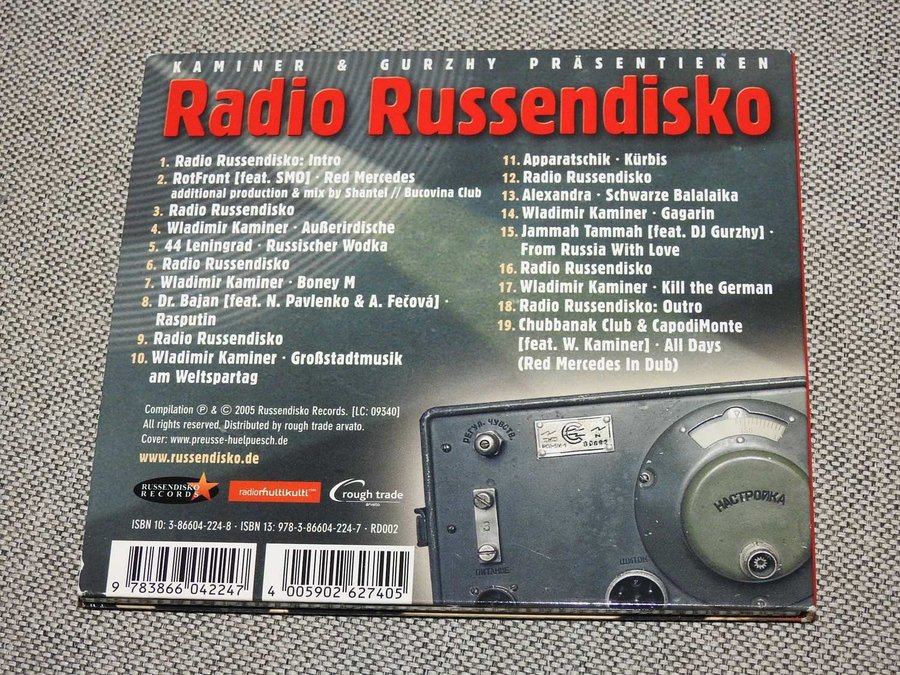 KAMINER & GURZHY PRÄSENTIEREN
Radio Russendisko
1. Radio Russendisko: Intro
2. RotFront [feat. SMD] · Red Mercedes
additional production & mix by Shantel // Bucovina Club
3. Radio Russendisko
4. Wladimir Kaminer · Außerirdische
5. 44 Leningrad · Russischer Wodka
6. Radio Russendisko
7. Wladimir Kaminer · Boney M
8. Dr. Bajan [feat. N. Pavlenko & A. Fečová] ·
Rasputin
9. Radio Russendisko
10. Wladimir Kaminer · Großstadtmusik
am Weltspartag
11. Apparatschik · Kürbis
12. Radio Russendisko
13. Alexandra · Schwarze Balalaika
14. Wladimir Kaminer · Gagarin
15. Jammah Tammah [feat. DJ Gurzhy] ·
From Russia With Love
16. Radio Russendisko
17. Wladimir Kaminer · Kill the German
18. Radio Russendisko: Outro
19. Chubbanak Club & CapodiMonte
[feat. W. Kaminer] · All Days
(Red Mercedes In Dub)
Compilation ℗ & © 2005 Russendisko Records. [LC: 09340]
All rights reserved. Distributed by rough trade arvato.
Cover: www.preusse-huelpuesch.de
www.russendisko.de
RUSSENDISKO
RECORDS
radiomultikulti
rough trade
arvato
ISBN 10: 3-86604-224-8 · ISBN 13: 978-3-86604-224-7 · RD002
9 783866 042247
4 005902 627405
РЕГУЛ. ЧУВСТВ.
НАСТРОЙКА
ПИТАНИЕ